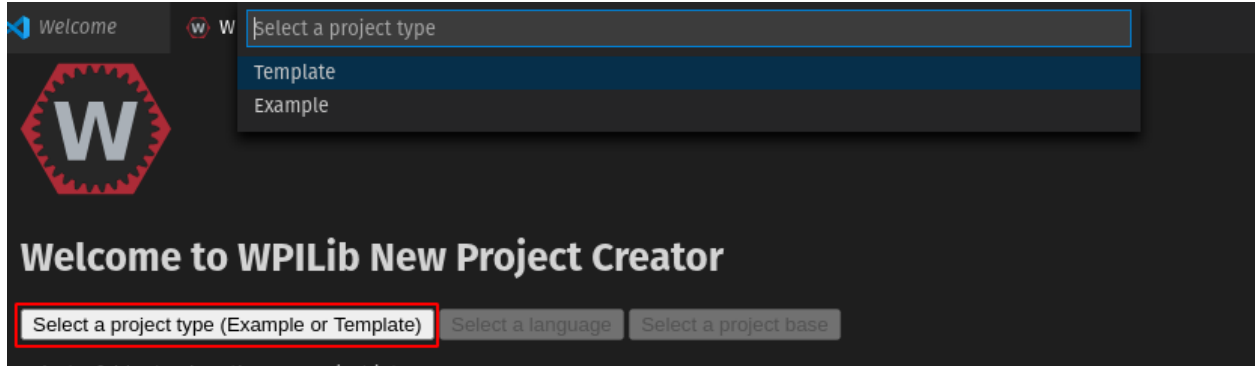 Welcome
W
Select a project type
Template
Example
W
Welcome to WPILib New Project Creator
Select a project type (Example or Template) Select a language Select a project base